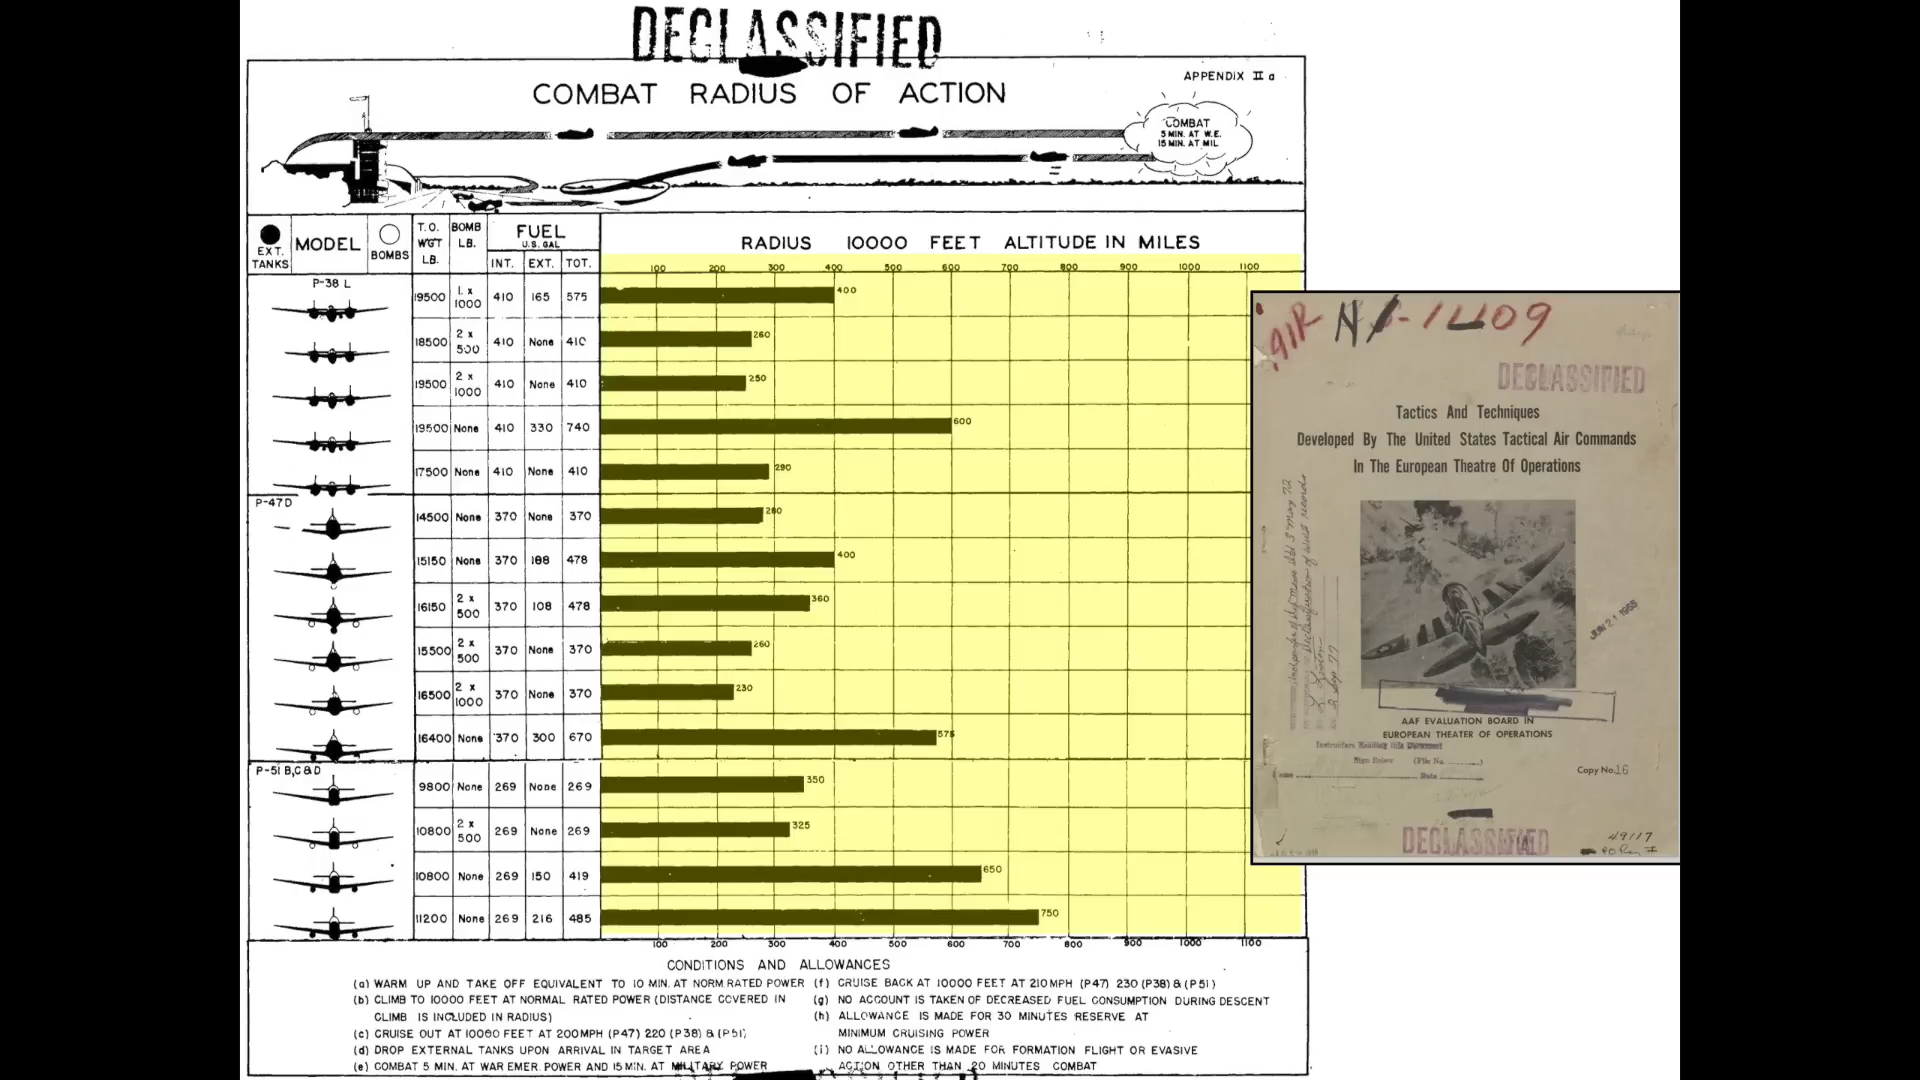 DECLASSIFIED
APPENDIX II a
COMBAT RADIUS OF ACTION
COMBAT
5 MIN. AT W.E.
15 MIN. AT MIL.
EXT. TANKS
MODEL
BOMBS
T.O. WGT LB.
BOMB LB.
FUEL
U.S. GAL
INT. EXT. TOT.
RADIUS 10000 FEET ALTITUDE IN MILES
100 200 300 400 500 600 700 800 900 1000 1100
P-38 L
19500 1 x 1000 410 165 575 400
18500 2 x 500 410 None 410 260
19500 2 x 1000 410 None 410 250
19500 None 410 330 740 600
17500 None 410 None 410 290
P-47D
14500 None 370 None 370 280
15150 None 370 188 478 400
16150 2 x 500 370 108 478 360
15500 2 x 500 370 None 370 260
16500 2 x 1000 370 None 370 230
16400 None 370 300 670 575
P-51 B,C&D
9800 None 269 None 269 350
10800 2 x 500 269 None 269 325
10800 None 269 150 419 650
11200 None 269 216 485 750
100 200 300 400 500 600 700 800 900 1000 1100
CONDITIONS AND ALLOWANCES
(a) WARM UP AND TAKE OFF EQUIVALENT TO 10 MIN. AT NORM. RATED POWER
(b) CLIMB TO 10000 FEET AT NORMAL RATED POWER (DISTANCE COVERED IN
CLIMB IS INCLUDED IN RADIUS)
(c) CRUISE OUT AT 10000 FEET AT 200 MPH (P47) 220 (P38) & (P51)
(d) DROP EXTERNAL TANKS UPON ARRIVAL IN TARGET AREA
(e) COMBAT 5 MIN. AT WAR EMER. POWER AND 15 MIN. AT MILITARY POWER
(f) CRUISE BACK AT 10000 FEET AT 210 MPH (P47) 230 (P38) & (P51)
(g) NO ACCOUNT IS TAKEN OF DECREASED FUEL CONSUMPTION DURING DESCENT
(h) ALLOWANCE IS MADE FOR 30 MINUTES RESERVE AT
MINIMUM CRUISING POWER
(i) NO ALLOWANCE IS MADE FOR FORMATION FLIGHT OR EVASIVE
ACTION OTHER THAN 20 MINUTES COMBAT
AIR
-1409
DECLASSIFIED
Tactics And Techniques
Developed By The United States Tactical Air Commands
In The European Theatre Of Operations
JUN 21 1968
AAF EVALUATION BOARD IN
EUROPEAN THEATER OF OPERATIONS
Sign Below (File No. )
Date
Copy No. 16
DECLASSIFIED
49117